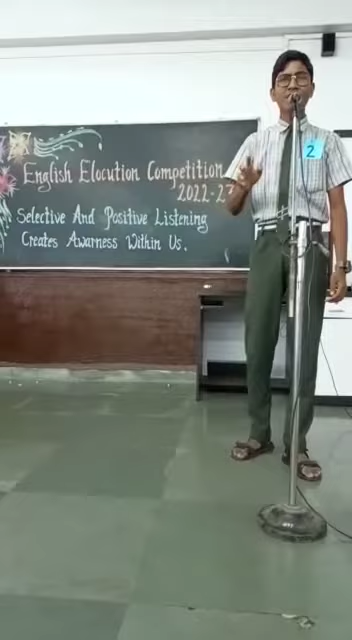 English Elocution Competition
2022-23
Selective And Positive Listening
Creates Awarness Within Us.
2